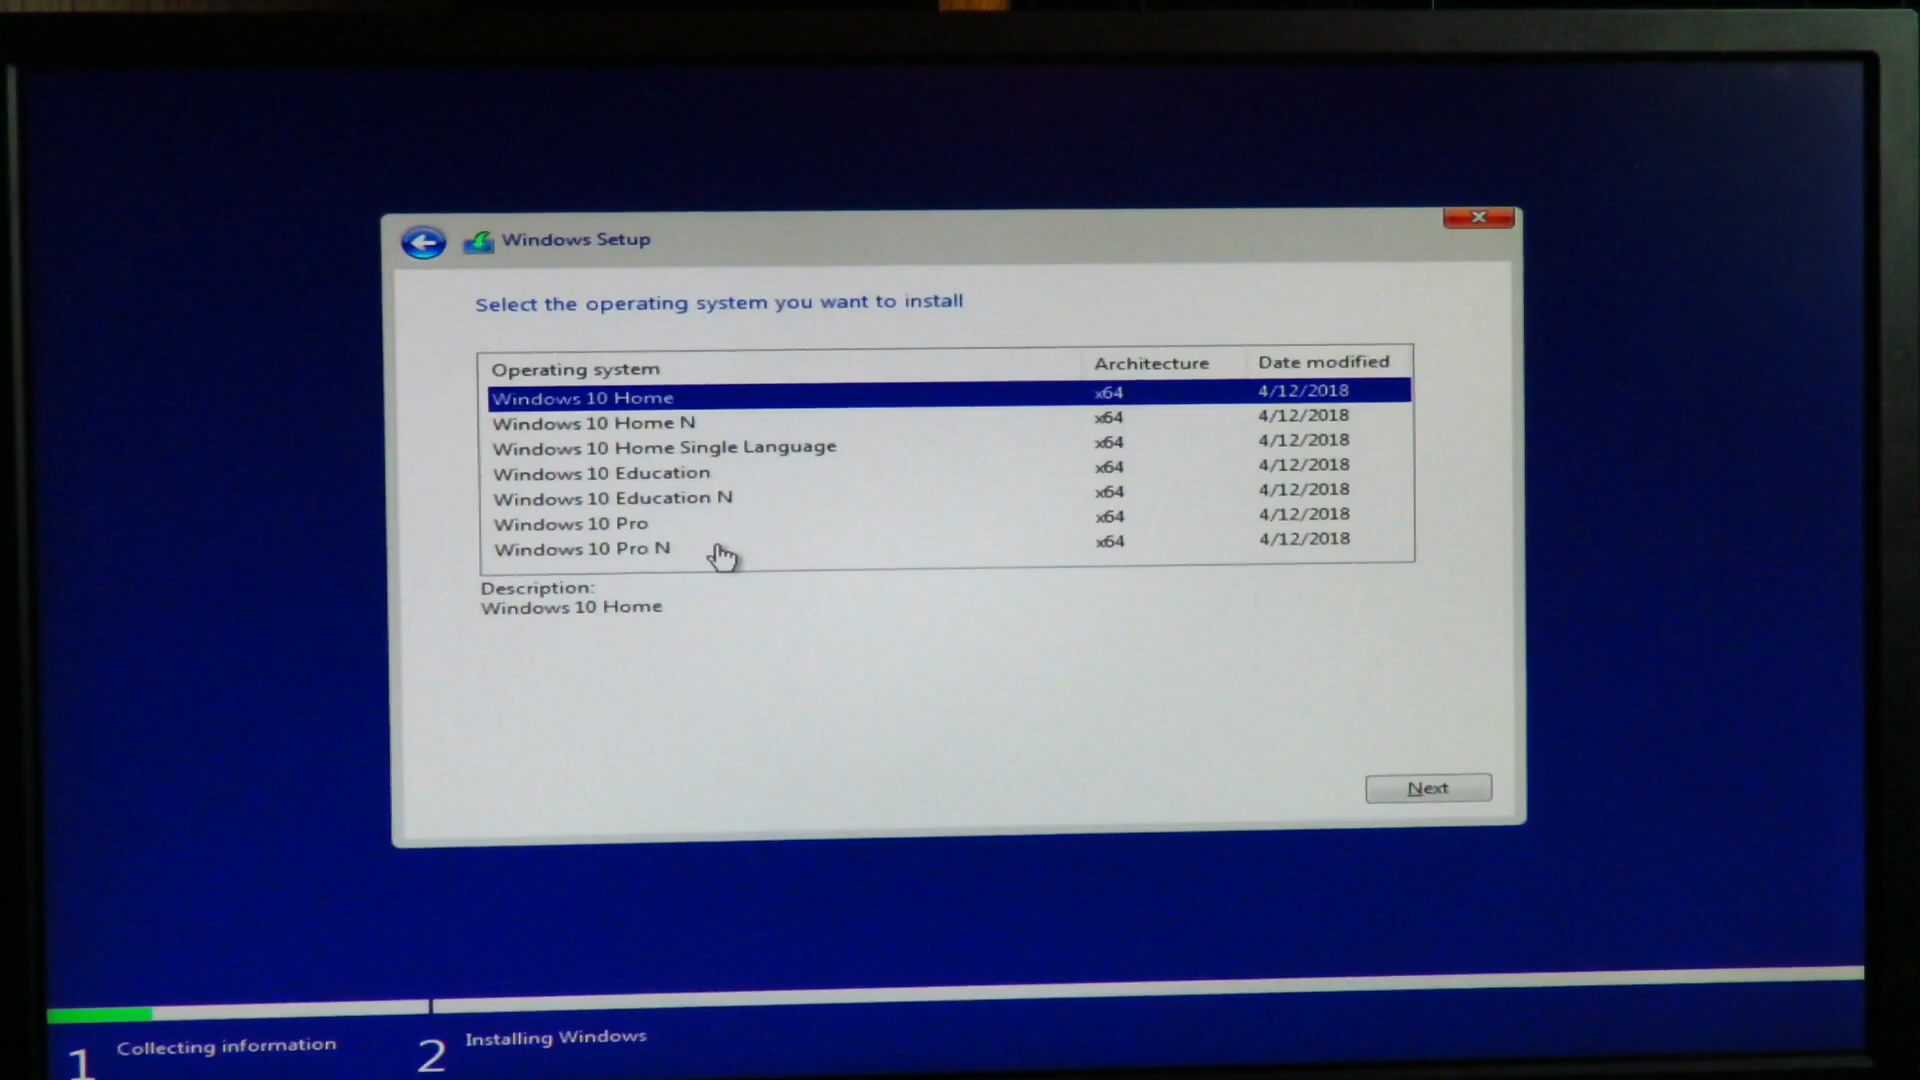 Windows Setup
Select the operating system you want to install
Operating system Architecture Date modified
Windows 10 Home x64 4/12/2018
Windows 10 Home N x64 4/12/2018
Windows 10 Home Single Language x64 4/12/2018
Windows 10 Education x64 4/12/2018
Windows 10 Education N x64 4/12/2018
Windows 10 Pro x64 4/12/2018
Windows 10 Pro N x64 4/12/2018
Description:
Windows 10 Home
Next
1 Collecting information 2 Installing Windows